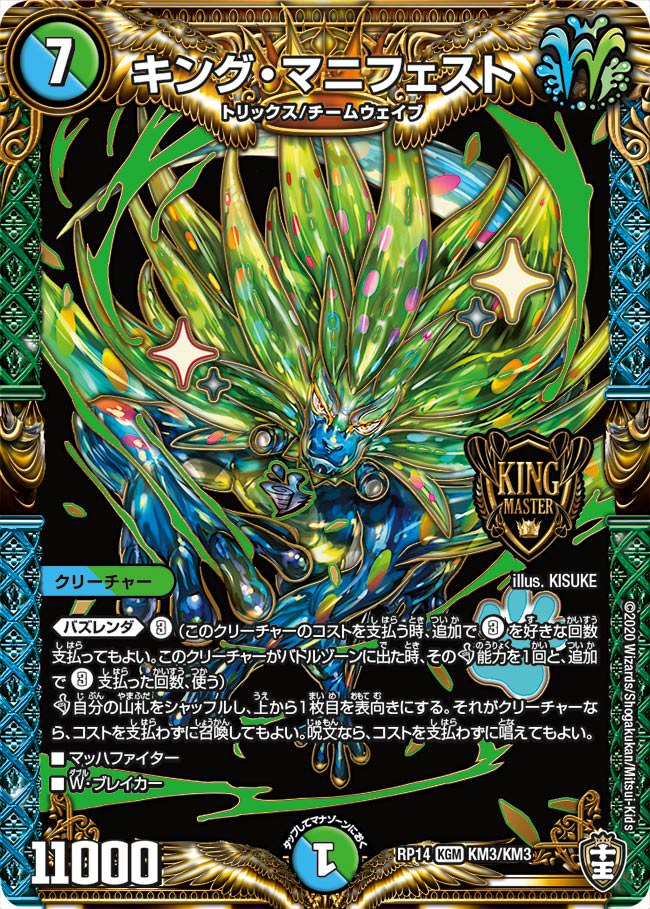 7
キング・マニフェスト
トリックス/チームウェイブ
KING
MASTER
クリーチャー
illus. KISUKE
バズレンダ 3 (このクリーチャーのコストを支払う時、追加で 3 を好きな回数
支払ってもよい。このクリーチャーがバトルゾーンに出た時、その 能力を1回と、追加
で 3 支払った回数、使う)
自分の山札をシャッフルし、上から1枚目を表向きにする。それがクリーチャーな
ら、コストを支払わずに召喚してもよい。呪文なら、コストを支払わずに唱えてもよい。
■ マッハファイター
■ W・ブレイカー
ダブル
11000
タップしてマナゾーンにおく
1
RP14 KGM KM3/KM3
©2020 Wizards/Shogakukan/Mitsui-Kids